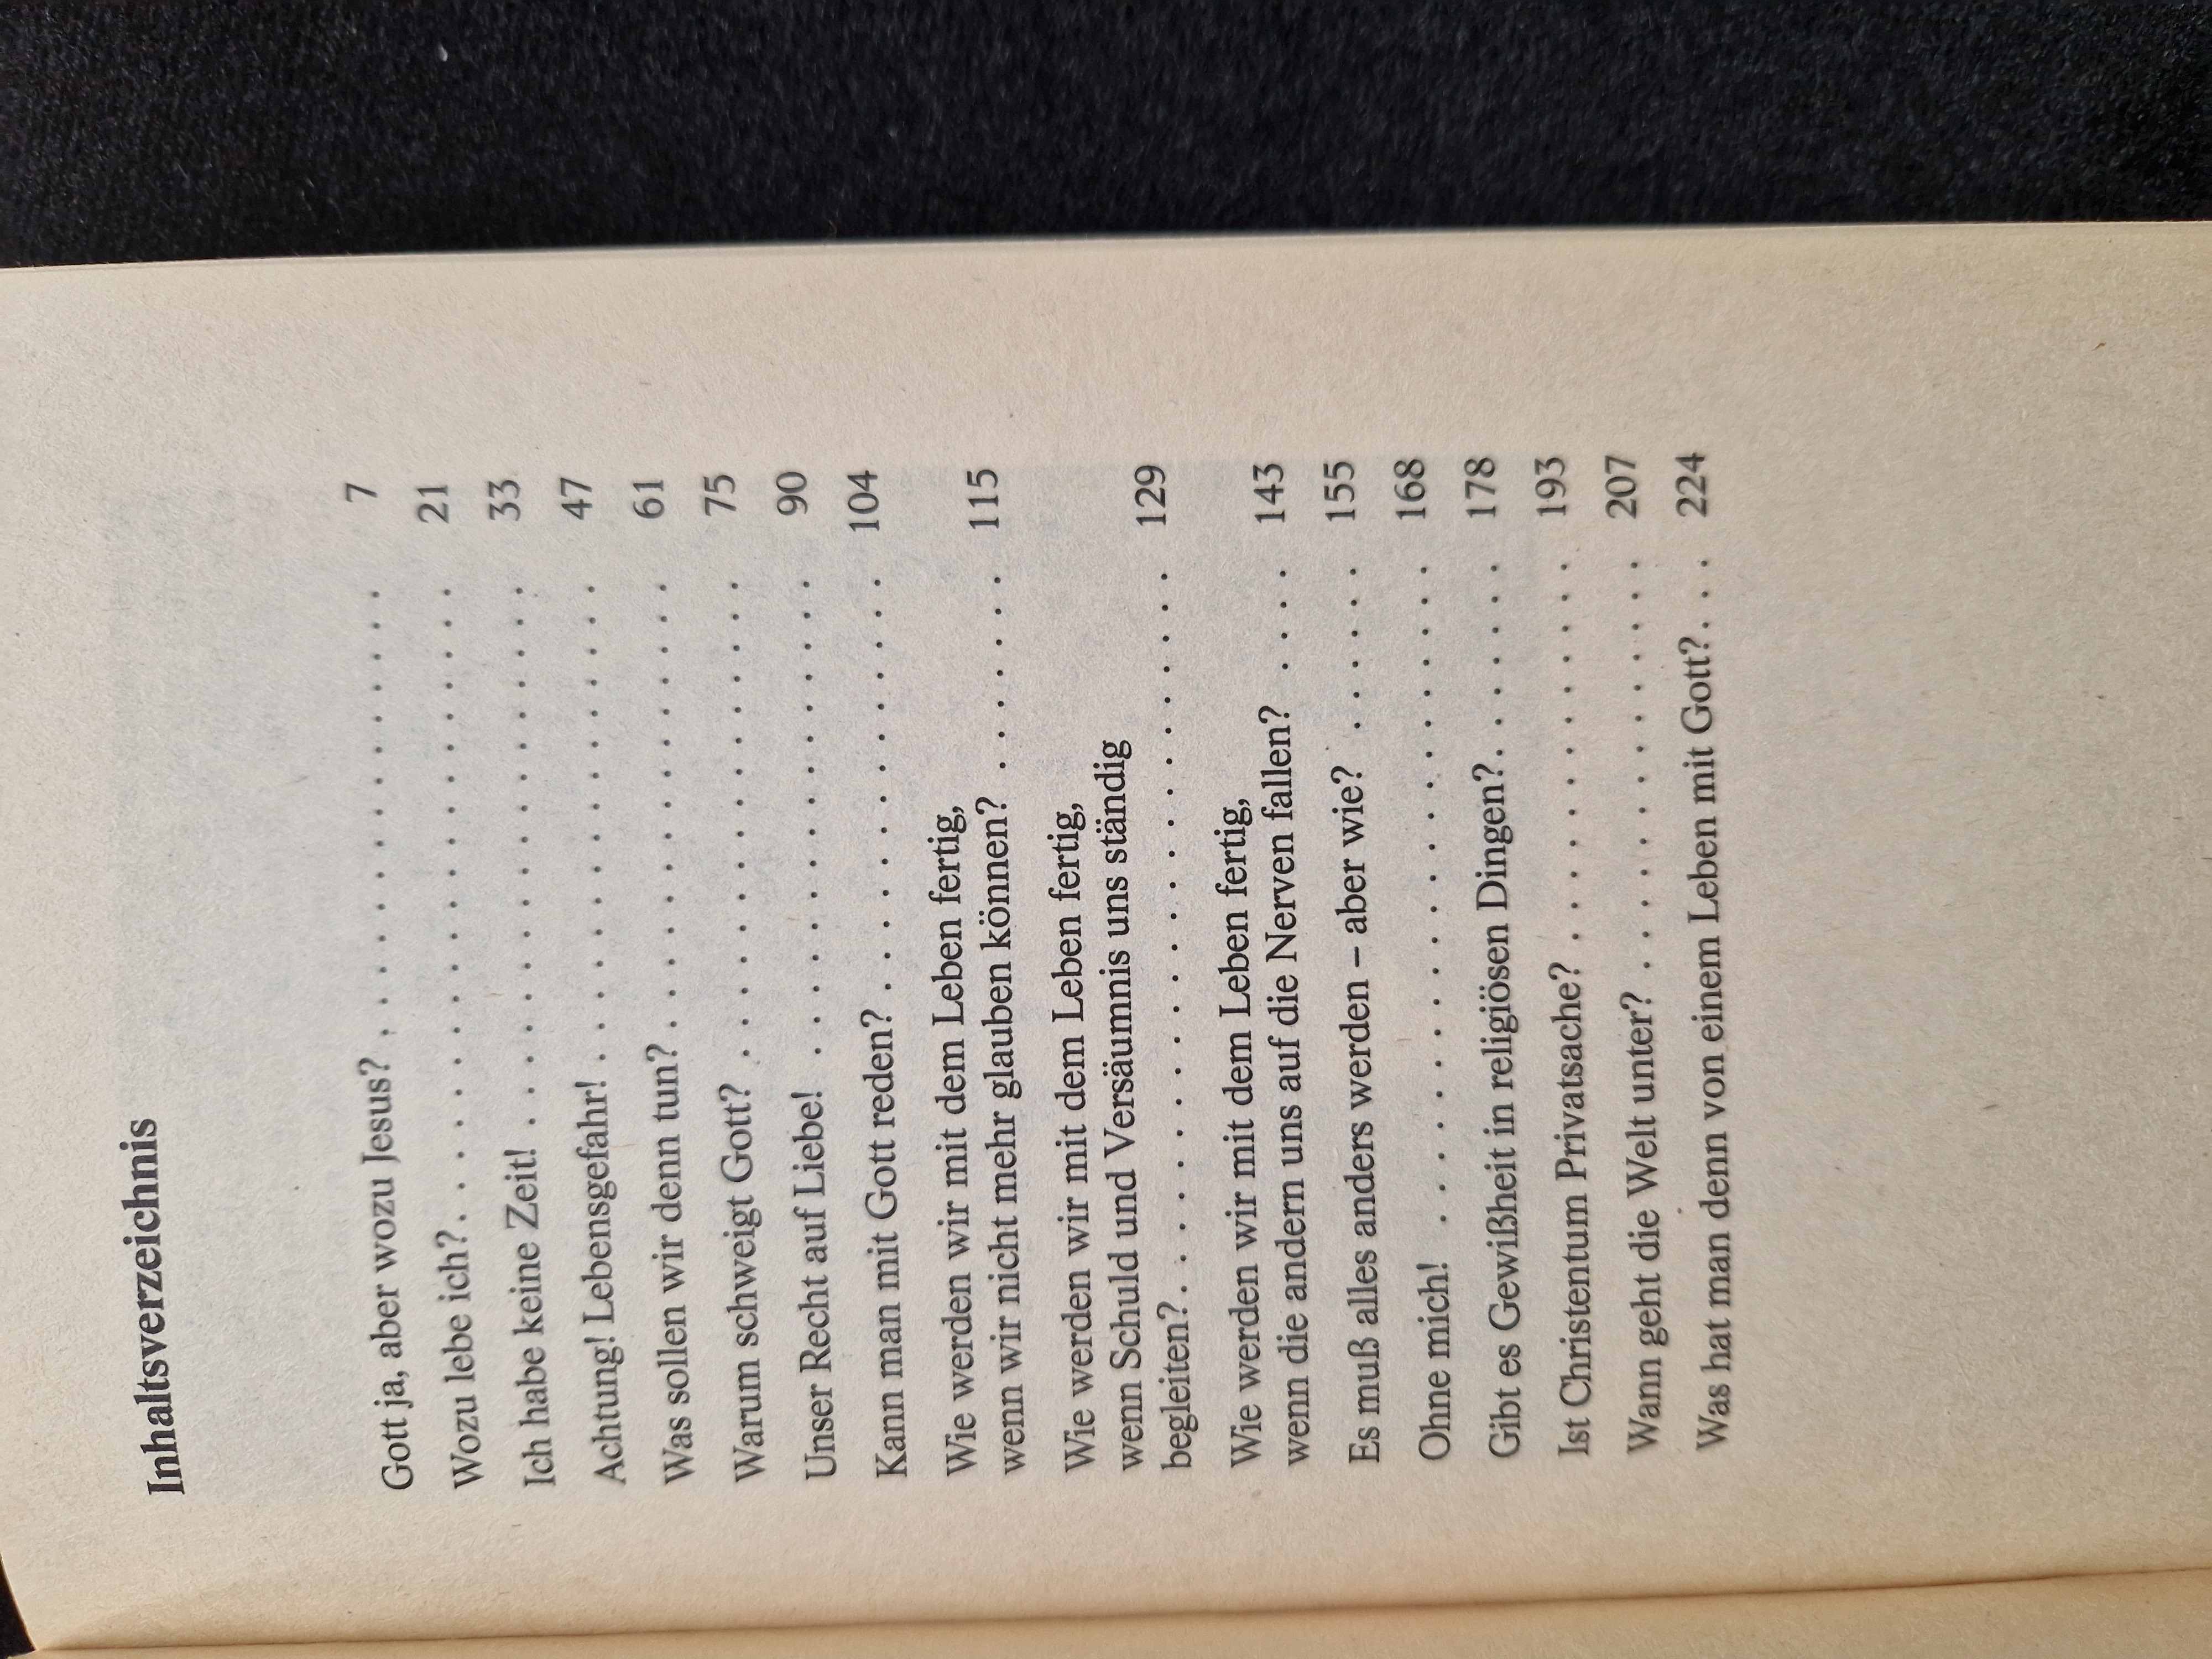 Inhaltsverzeichnis
Gott ja, aber wozu Jesus? . . . . . . . . . . . . . . . 7
Wozu lebe ich?. . . . . . . . . . . . . . . . . . . . . 21
Ich habe keine Zeit! . . . . . . . . . . . . . . . . . . 33
Achtung! Lebensgefahr! . . . . . . . . . . . . . . . . 47
Was sollen wir denn tun? . . . . . . . . . . . . . . . 61
Warum schweigt Gott? . . . . . . . . . . . . . . . . 75
Unser Recht auf Liebe! . . . . . . . . . . . . . . . . 90
Kann man mit Gott reden? . . . . . . . . . . . . . . 104
Wie werden wir mit dem Leben fertig,
wenn wir nicht mehr glauben können? . . . . . . . 115
Wie werden wir mit dem Leben fertig,
wenn Schuld und Versäumnis uns ständig
begleiten?. . . . . . . . . . . . . . . . . . . . . . . . 129
Wie werden wir mit dem Leben fertig,
wenn die andern uns auf die Nerven fallen? . . . . 143
Es muß alles anders werden – aber wie? . . . . . . 155
Ohne mich! . . . . . . . . . . . . . . . . . . . . . . 168
Gibt es Gewißheit in religiösen Dingen?. . . . . . . 178
Ist Christentum Privatsache? . . . . . . . . . . . . . 193
Wann geht die Welt unter? . . . . . . . . . . . . . . 207
Was hat man denn von einem Leben mit Gott?. . . 224